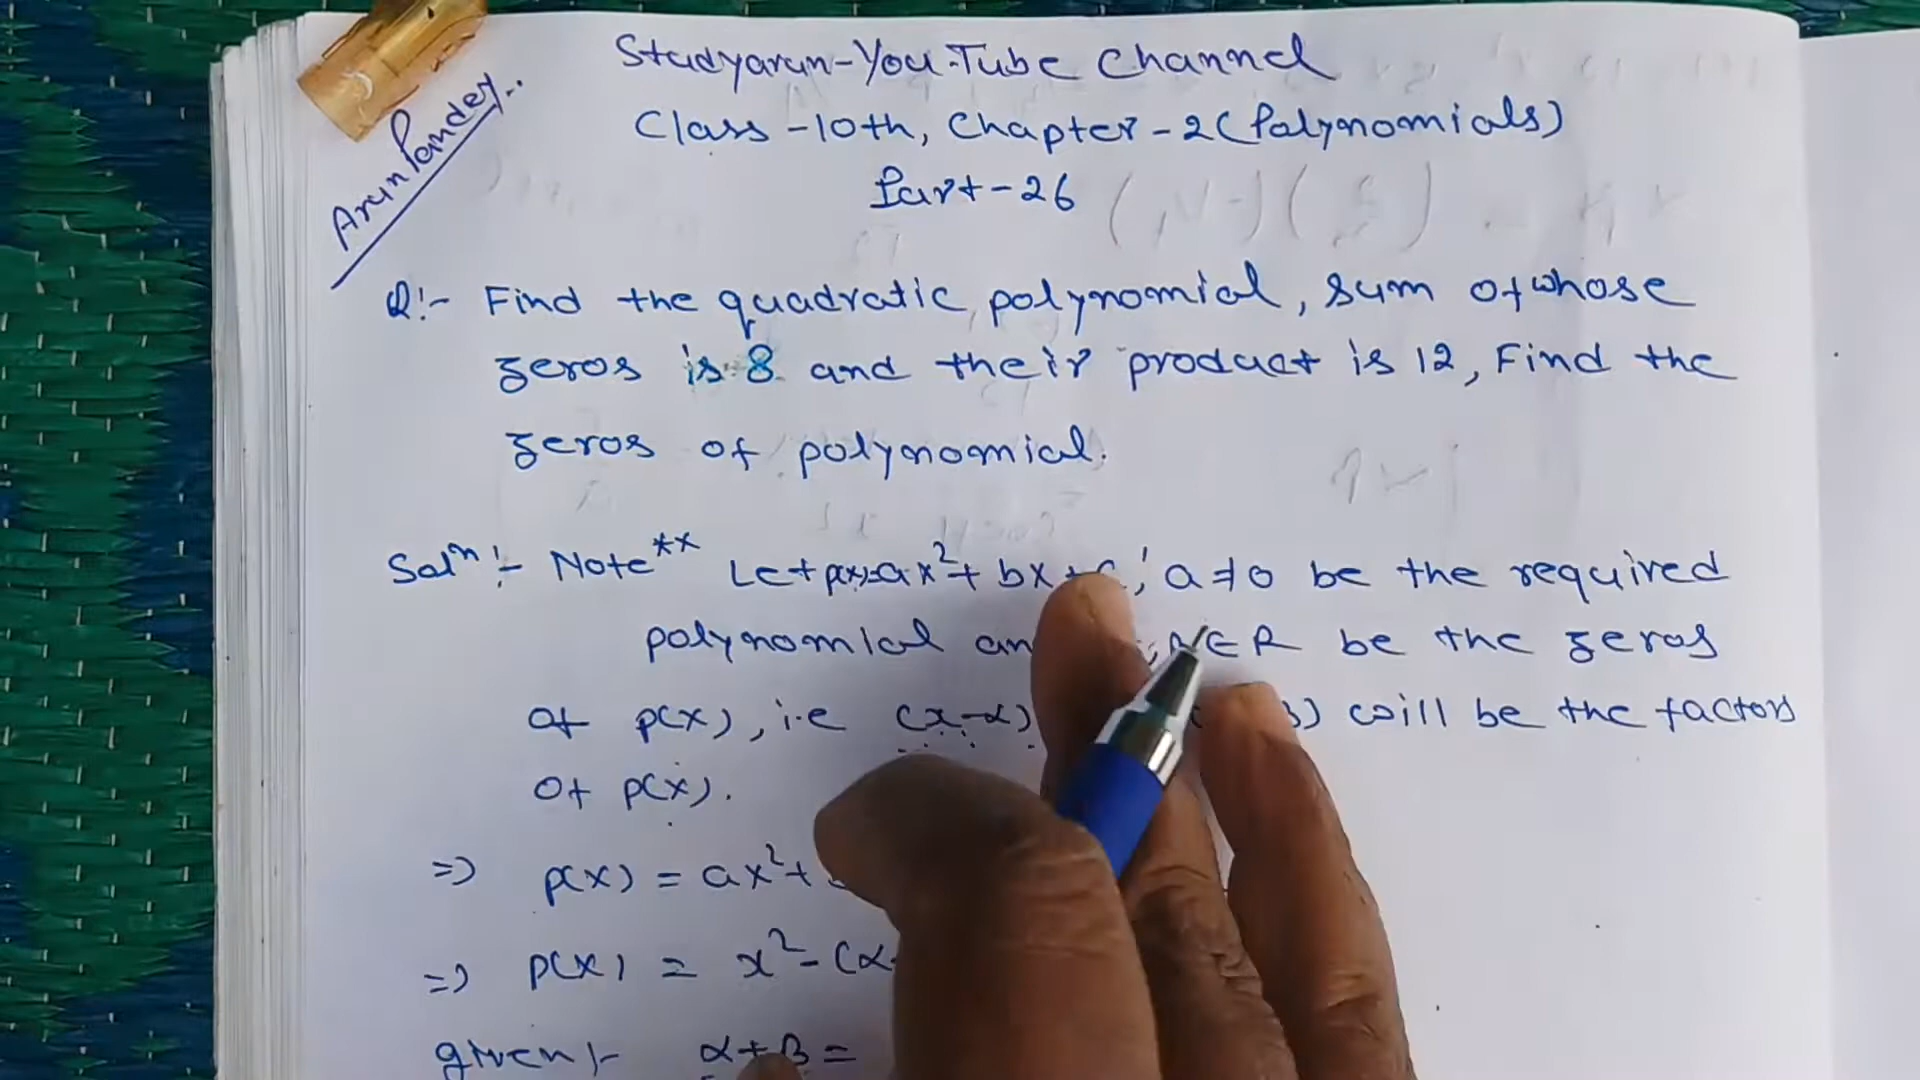 Studyarun-You-Tube Channel
Class-10th, Chapter-2(Polynomials)
Part-26
Arun Pandey..
Q:- Find the quadratic polynomial, sum of whose
zeros is 8 and their product is 12, Find the
zeros of polynomial.
Solⁿ:- Note** Let p(x)=ax²+bx+c, a≠0 be the required
polynomial ∈R be the zeros
of p(x), i.e (x-α) will be the factors
of p(x).
=> p(x) = ax²+
=> p(x) = x²-(α
given:- α+β=